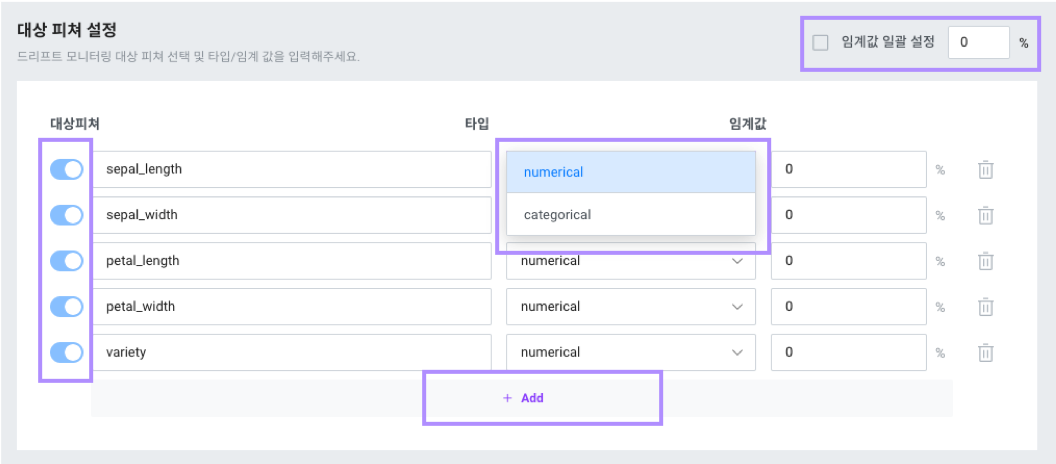 대상 피쳐 설정
드리프트 모니터링 대상 피쳐 선택 및 타입/임계 값을 입력해주세요.
임계값 일괄 설정 0 %
대상피쳐 타입 임계값
sepal_length numerical 0 %
sepal_width categorical 0 %
petal_length numerical 0 %
petal_width numerical 0 %
variety numerical 0 %
+ Add